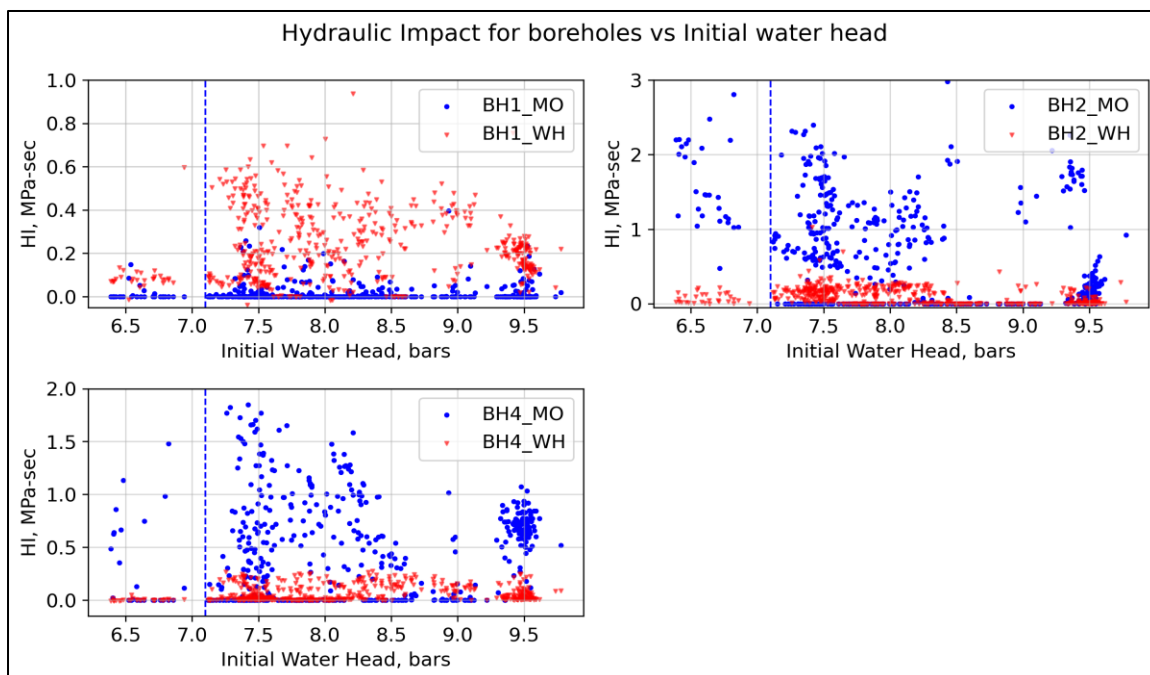 Hydraulic Impact for boreholes vs Initial water head
1.0
0.8
0.6
0.4
0.2
0.0
HI, MPa-sec
BH1_MO
BH1_WH
6.5 7.0 7.5 8.0 8.5 9.0 9.5
Initial Water Head, bars
3
2
1
0
HI, MPa-sec
BH2_MO
BH2_WH
6.5 7.0 7.5 8.0 8.5 9.0 9.5
Initial Water Head, bars
2.0
1.5
1.0
0.5
0.0
HI, MPa-sec
BH4_MO
BH4_WH
6.5 7.0 7.5 8.0 8.5 9.0 9.5
Initial Water Head, bars